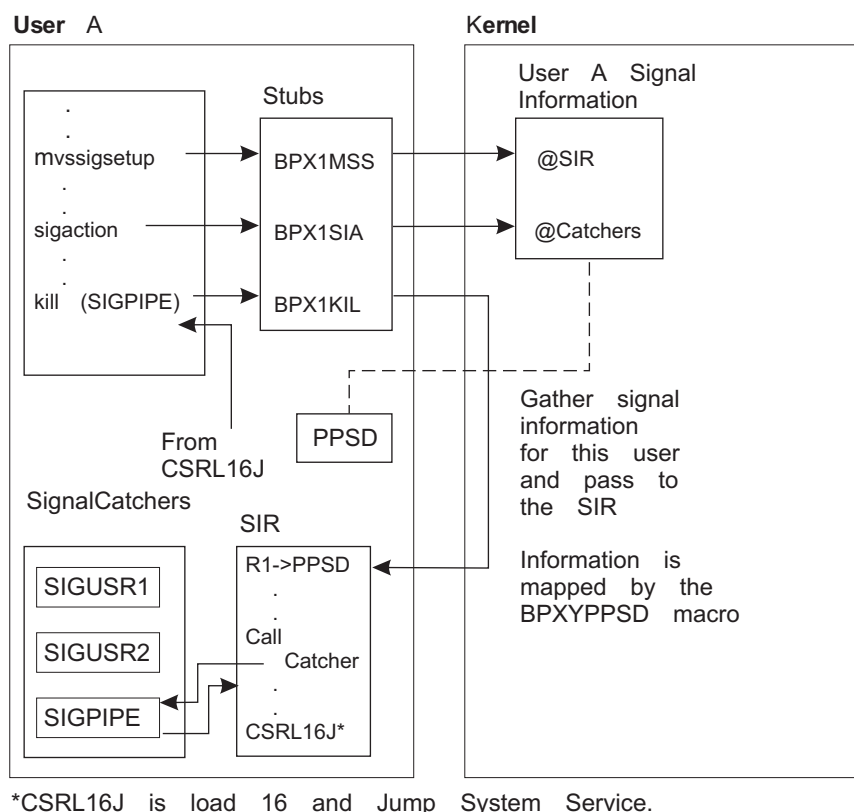 User A
Kernel
.
.
mvssigsetup
.
.
sigaction
.
.
kill (SIGPIPE)
Stubs
BPX1MSS
BPX1SIA
BPX1KIL
User A Signal
Information
@SIR
@Catchers
From
CSRL16J
PPSD
Gather signal
information
for this user
and pass to
the SIR
Information is
mapped by the
BPXYPPSD macro
SignalCatchers
SIGUSR1
SIGUSR2
SIGPIPE
SIR
R1->PPSD
.
.
Call
Catcher
.
.
CSRL16J*
*CSRL16J is load 16 and Jump System Service.